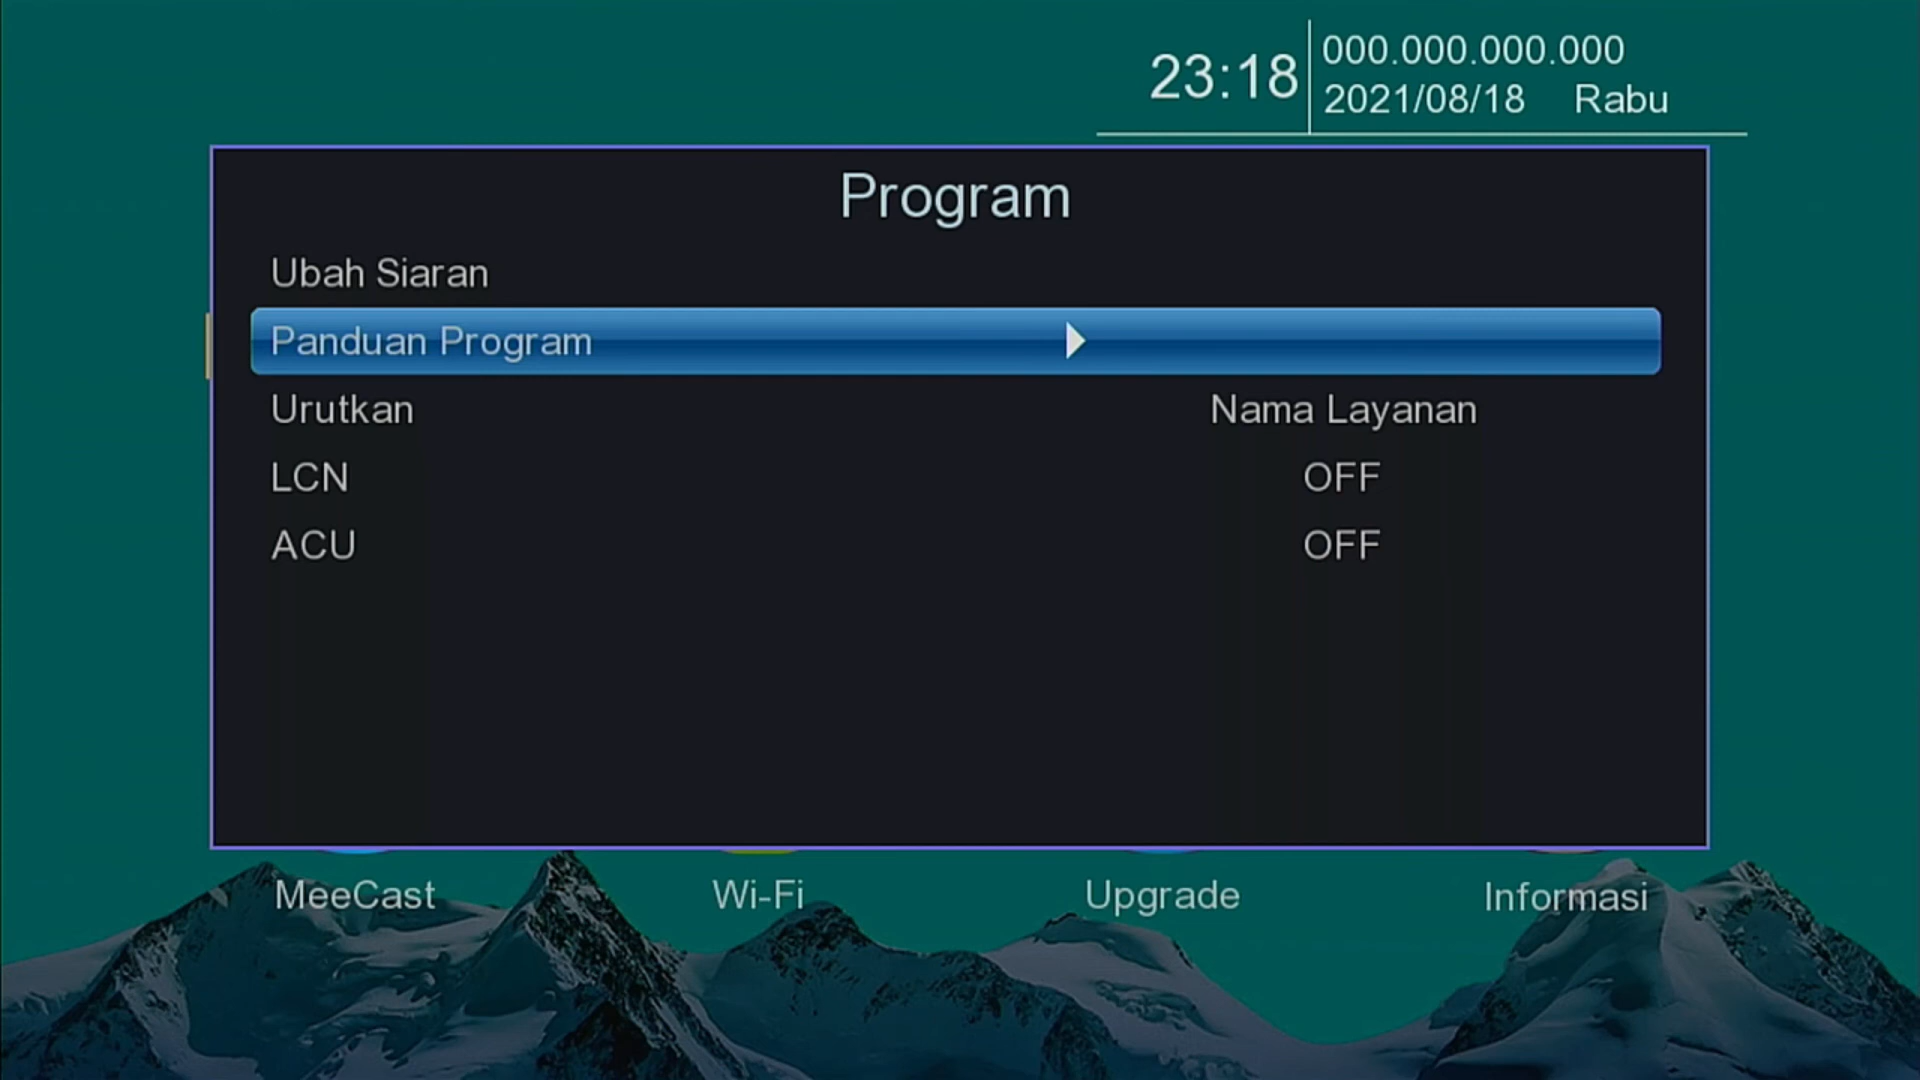 23:18
000.000.000.000
2021/08/18 Rabu
Program
Ubah Siaran
Panduan Program
Urutkan Nama Layanan
LCN OFF
ACU OFF
MeeCast Wi-Fi Upgrade Informasi